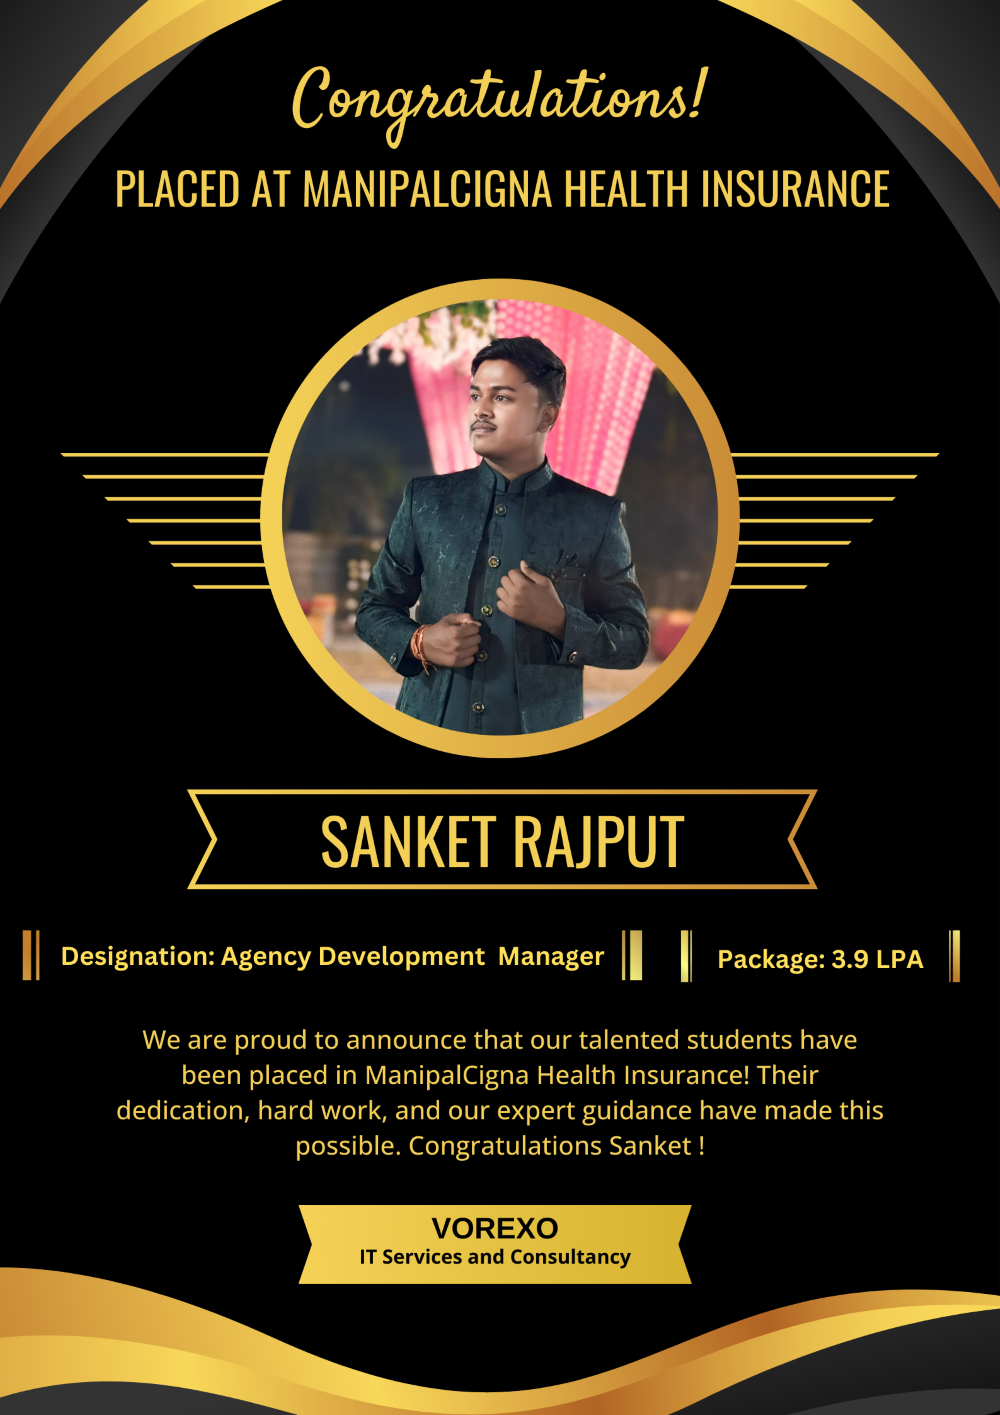 Congratulations!
PLACED AT MANIPALCIGNA HEALTH INSURANCE
SANKET RAJPUT
Designation: Agency Development  Manager
Package: 3.9 LPA
We are proud to announce that our talented students have
been placed in ManipalCigna Health Insurance! Their
dedication, hard work, and our expert guidance have made this
possible. Congratulations Sanket !
VOREXO
IT Services and Consultancy